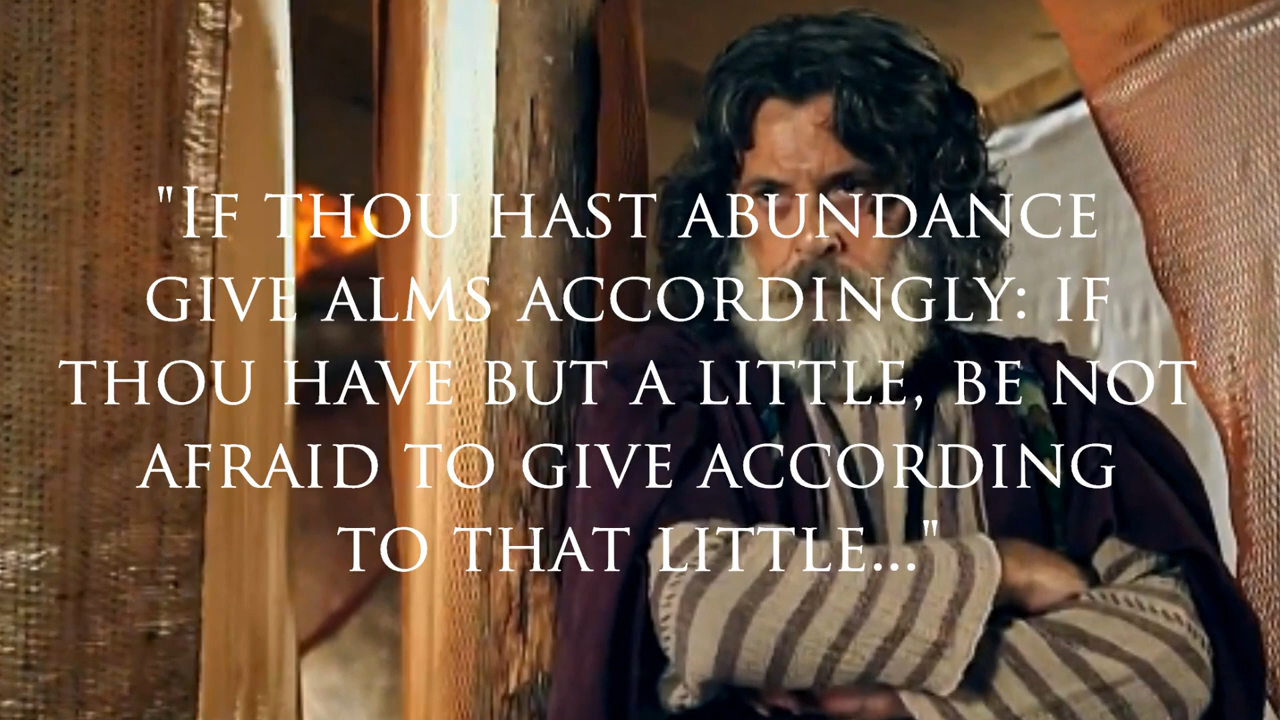 "If thou hast abundance
give alms accordingly: if
thou have but a little, be not
afraid to give according
to that little..."